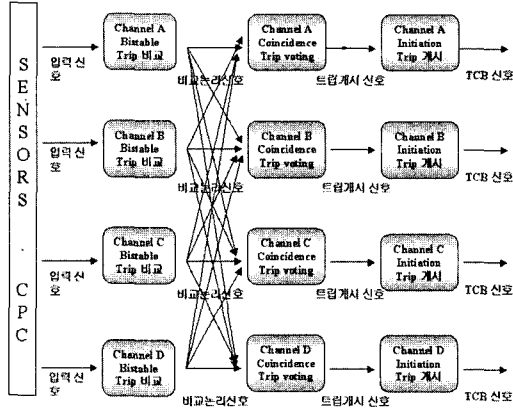 SENSORS · CPC
입력 신호
Channel A
Bistable
Trip 비교
비교논리신호
Channel A
Coincidence
Trip voting
트립개시 신호
Channel A
Initiation
Trip 개시
TCB 신호
입력 신호
Channel B
Bistable
Trip 비교
비교논리신호
Channel B
Coincidence
Trip voting
트립개시 신호
Channel B
Initiation
Trip 개시
TCB 신호
입력 신호
Channel C
Bistable
Trip 비교
비교논리신호
Channel C
Coincidence
Trip voting
트립개시 신호
Channel C
Initiation
Trip 개시
TCB 신호
입력 신호
Channel D
Bistable
Trip 비교
비교논리신호
Channel D
Coincidence
Trip voting
트립개시 신호
Channel D
Initiation
Trip 개시
TCB 신호